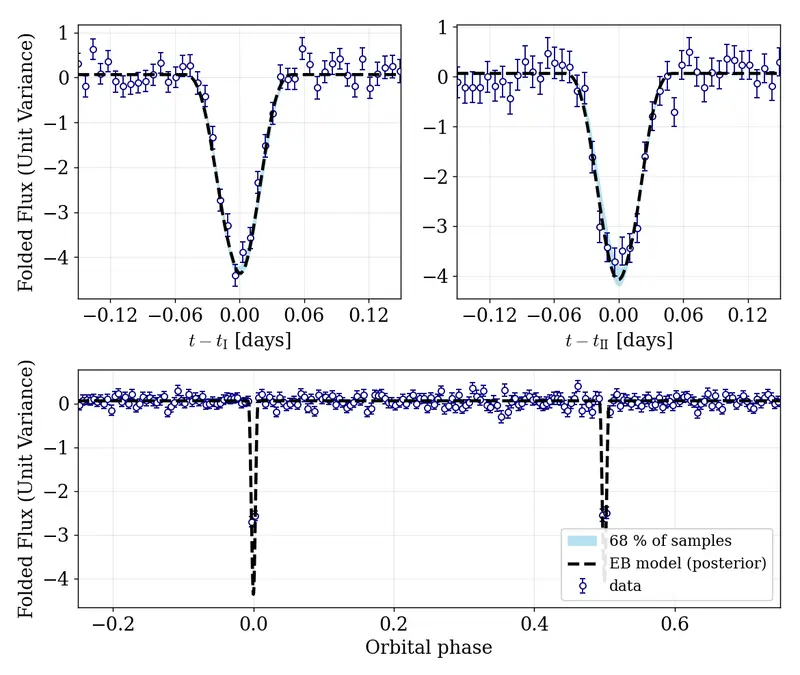 Folded Flux (Unit Variance)
1
0
−1
−2
−3
−4
−0.12 −0.06 0.00 0.06 0.12
t − t_I [days]
1
0
−1
−2
−3
−4
−0.12 −0.06 0.00 0.06 0.12
t − t_II [days]
Folded Flux (Unit Variance)
0
−1
−2
−3
−4
−0.2 0.0 0.2 0.4 0.6
Orbital phase
68 % of samples
EB model (posterior)
data